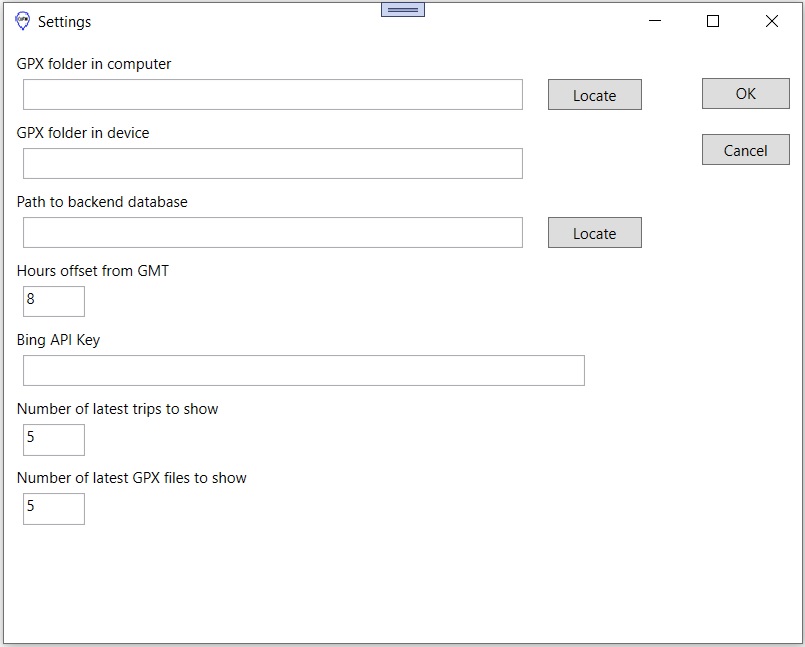 Settings
GPX folder in computer
Locate
OK
GPX folder in device
Cancel
Path to backend database
Locate
Hours offset from GMT
8
Bing API Key
Number of latest trips to show
5
Number of latest GPX files to show
5